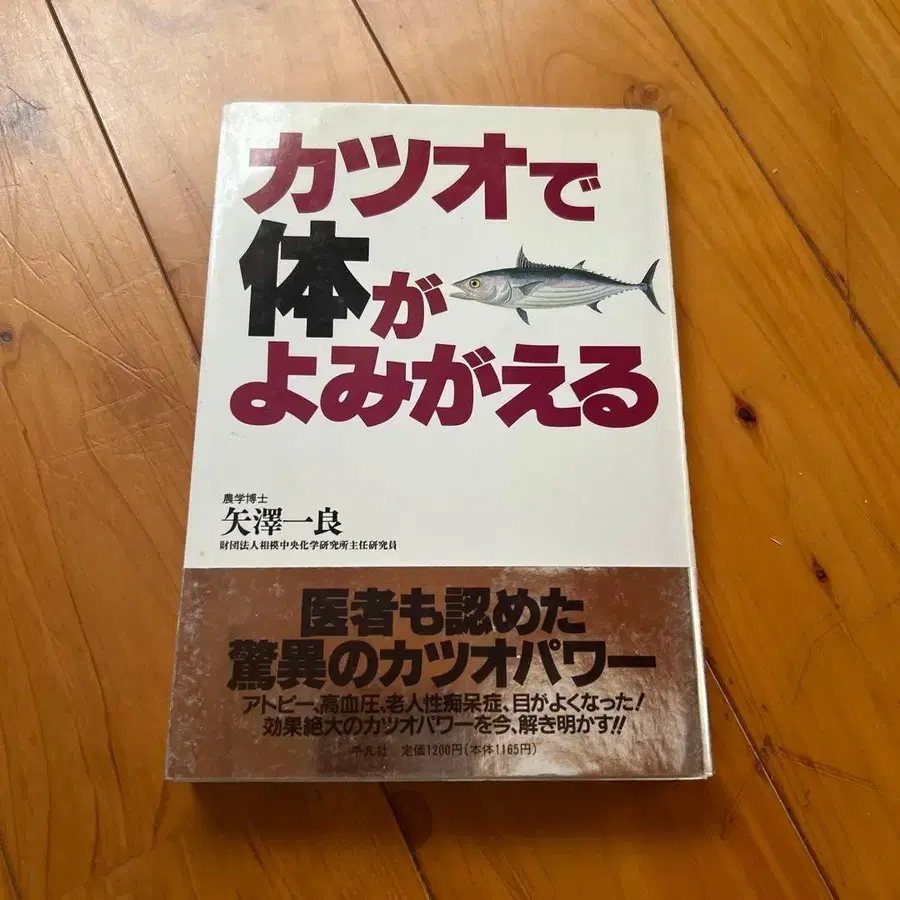 カツオで
体が
よみがえる
農学博士
矢澤一良
財団法人相模中央化学研究所主任研究員
医者も認めた
驚異のカツオパワー
アトピー、高血圧、老人性痴呆症、目がよくなった!
効果絶大のカツオパワーを今、解き明かす!!
平凡社 定価1200円(本体1165円)